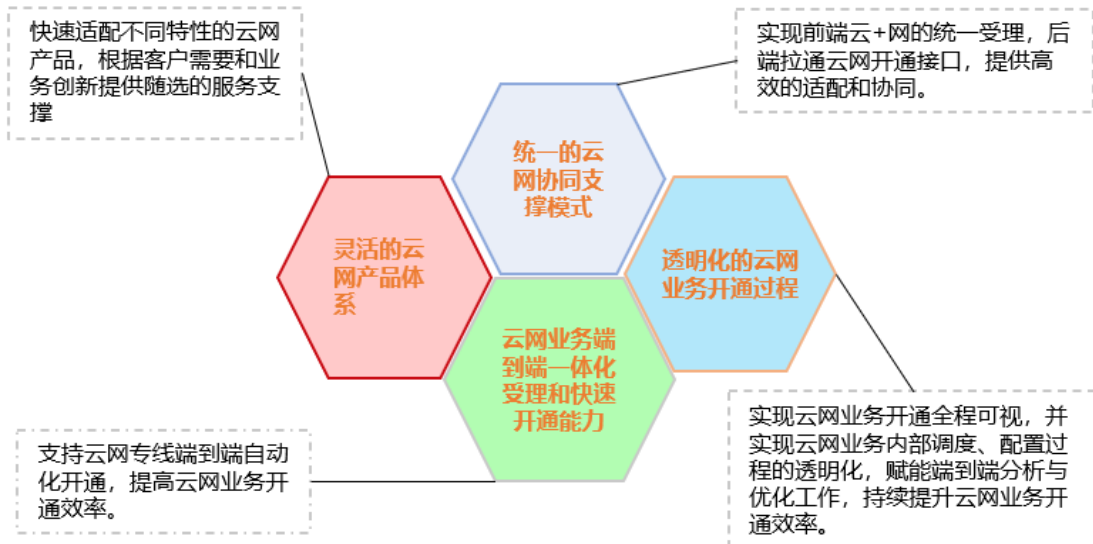 快速适配不同特性的云网
产品，根据客户需要和业
务创新提供随选的服务支
撑
实现前端云+网的统一受理，后
端拉通云网开通接口，提供高
效的适配和协同。
统一的云
网协同支
撑模式
灵活的云
网产品体
系
透明化的云网
业务开通过程
云网业务端
到端一体化
受理和快速
开通能力
支持云网专线端到端自动
化开通，提高云网业务开
通效率。
实现云网业务开通全程可视，并
实现云网业务内部调度、配置过
程的透明化，赋能端到端分析与
优化工作，持续提升云网业务开
通效率。